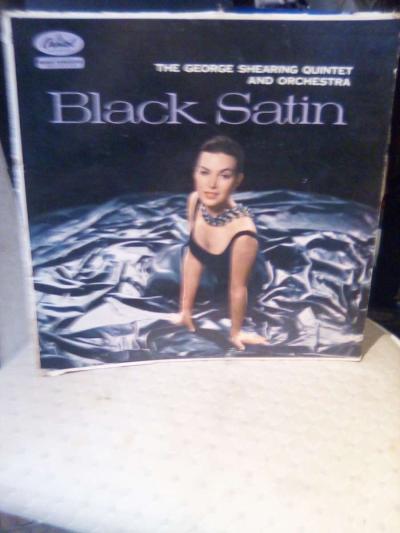 Capitol
THE GEORGE SHEARING QUINTET
AND ORCHESTRA
Black Satin